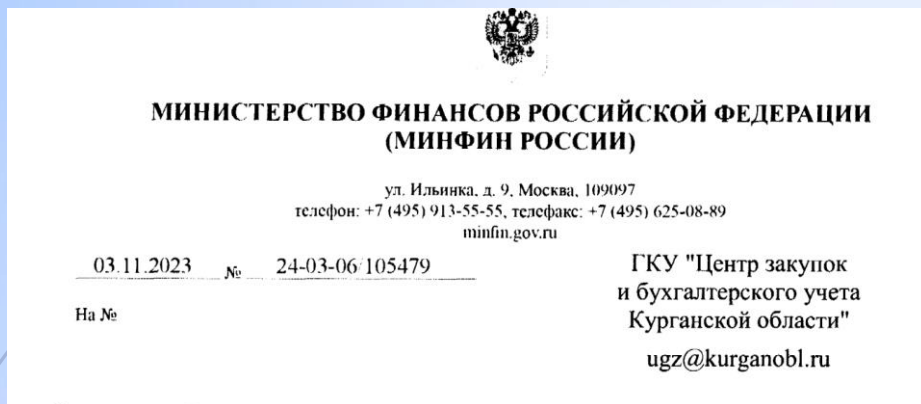 МИНИСТЕРСТВО ФИНАНСОВ РОССИЙСКОЙ ФЕДЕРАЦИИ
(МИНФИН РОССИИ)
ул. Ильинка, д. 9, Москва, 109097
телефон: +7 (495) 913-55-55, телефакс: +7 (495) 625-08-89
minfin.gov.ru
03.11.2023 № 24-03-06/105479
На №
ГКУ "Центр закупок
и бухгалтерского учета
Курганской области"
ugz@kurganobl.ru